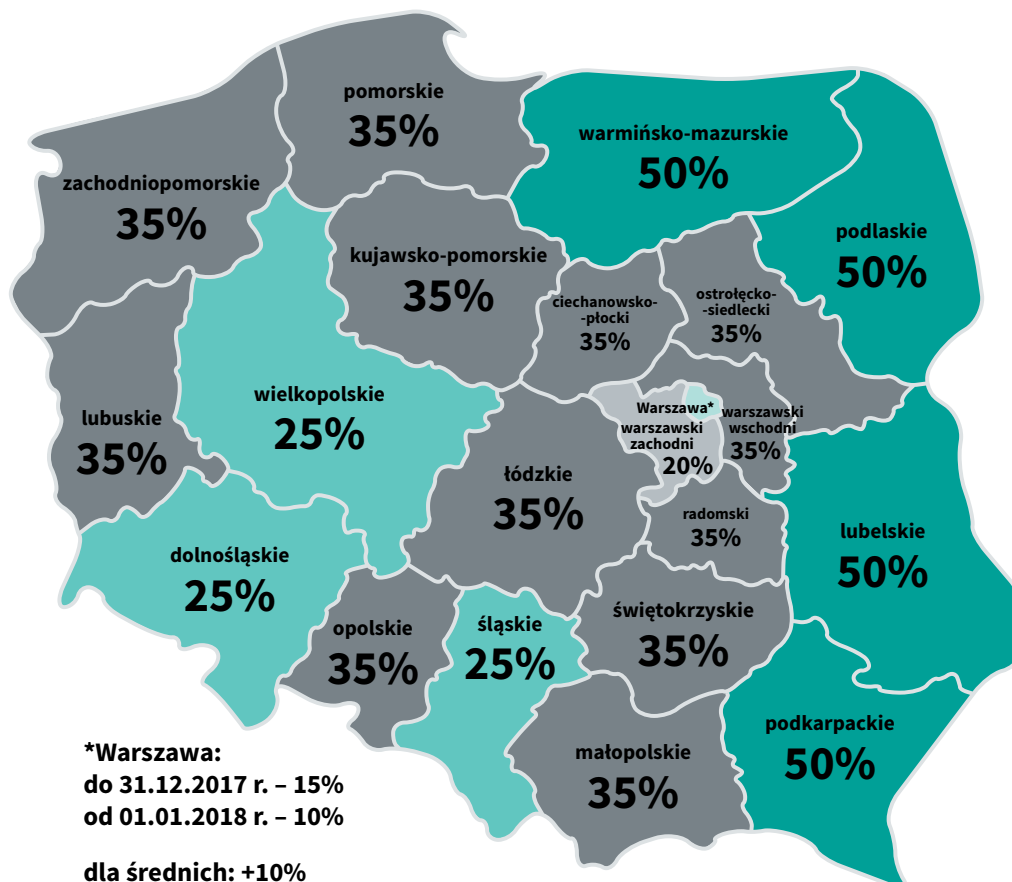 pomorskie
35%
warmińsko-mazurskie
50%
zachodniopomorskie
35%
podlaskie
50%
kujawsko-pomorskie
35%
ciechanowsko-
-płocki
35%
ostrołęcko-
-siedlecki
35%
wielkopolskie
25%
lubuskie
35%
Warszawa*
warszawski
zachodni
20%
warszawski
wschodni
35%
łódzkie
35%
radomski
35%
lubelskie
50%
dolnośląskie
25%
opolskie
35%
śląskie
25%
świętokrzyskie
35%
małopolskie
35%
podkarpackie
50%
*Warszawa:
do 31.12.2017 r. – 15%
od 01.01.2018 r. – 10%
dla średnich: +10%